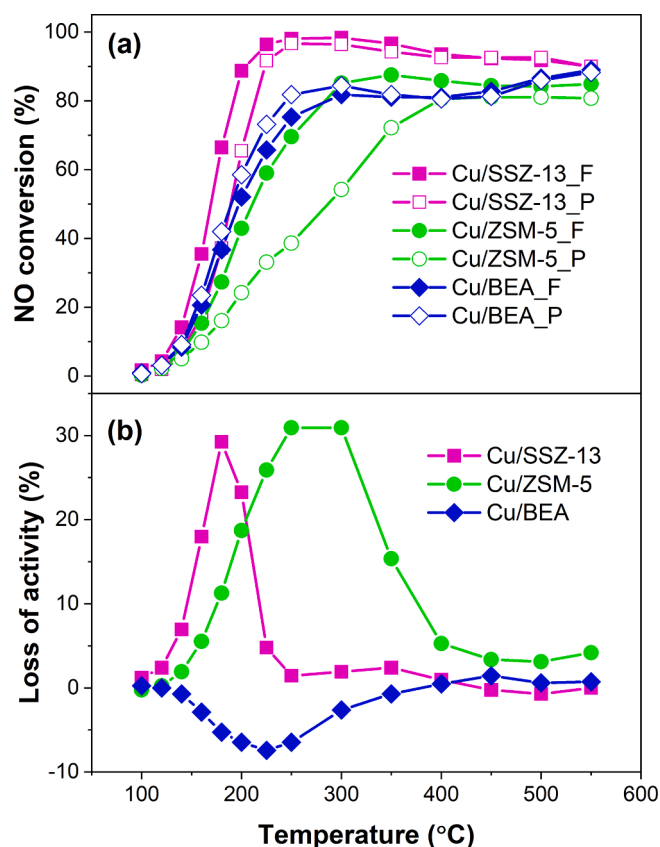 (a)
NO conversion (%)
100
80
60
40
20
0
Cu/SSZ-13_F
Cu/SSZ-13_P
Cu/ZSM-5_F
Cu/ZSM-5_P
Cu/BEA_F
Cu/BEA_P
(b)
Loss of activity (%)
30
20
10
0
-10
Cu/SSZ-13
Cu/ZSM-5
Cu/BEA
100 200 300 400 500 600
Temperature (°C)